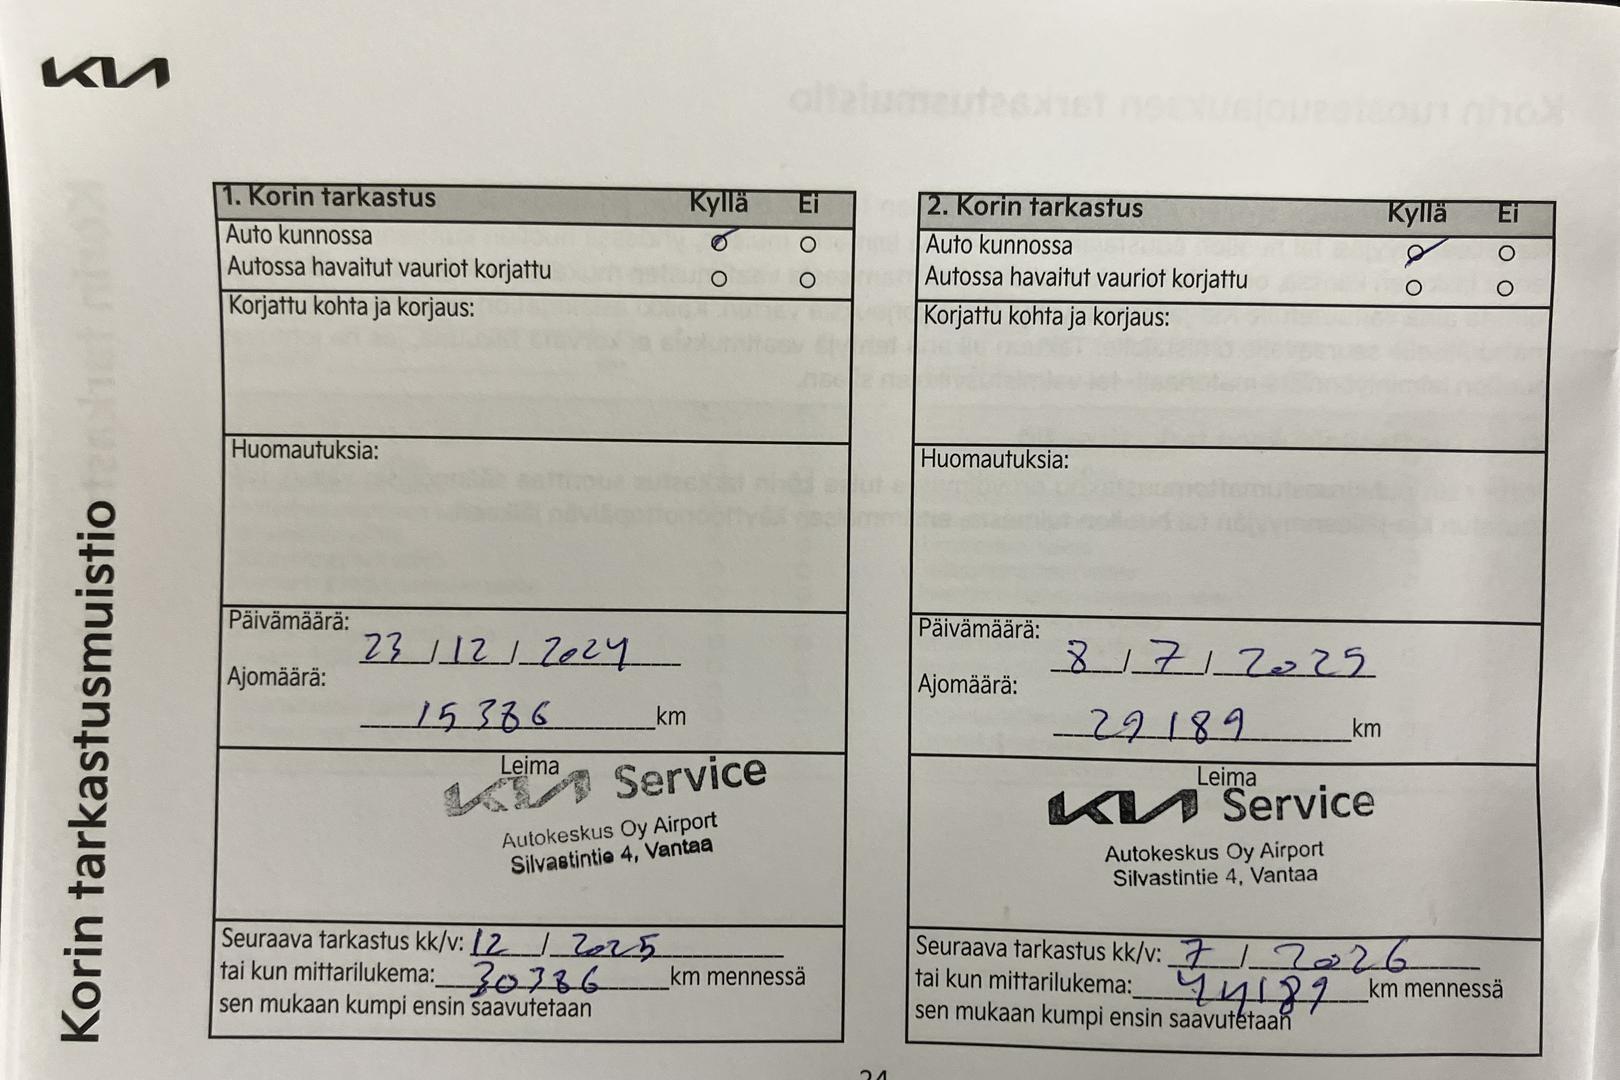 KIA
Korin tarkastusmuistio
1. Korin tarkastus Kyllä Ei
Auto kunnossa
Autossa havaitut vauriot korjattu
Korjattu kohta ja korjaus:
Huomautuksia:
Päivämäärä:
23 / 12 / 2024
Ajomäärä:
15386 km
Leima
KIA Service
Autokeskus Oy Airport
Silvastintie 4, Vantaa
Seuraava tarkastus kk/v: 12 / 2025
tai kun mittarilukema: 30386 km mennessä
sen mukaan kumpi ensin saavutetaan
2. Korin tarkastus Kyllä Ei
Auto kunnossa
Autossa havaitut vauriot korjattu
Korjattu kohta ja korjaus:
Huomautuksia:
Päivämäärä:
8 / 7 / 2025
Ajomäärä:
29189 km
Leima
KIA Service
Autokeskus Oy Airport
Silvastintie 4, Vantaa
Seuraava tarkastus kk/v: 7 / 2026
tai kun mittarilukema: 44189 km mennessä
sen mukaan kumpi ensin saavutetaan